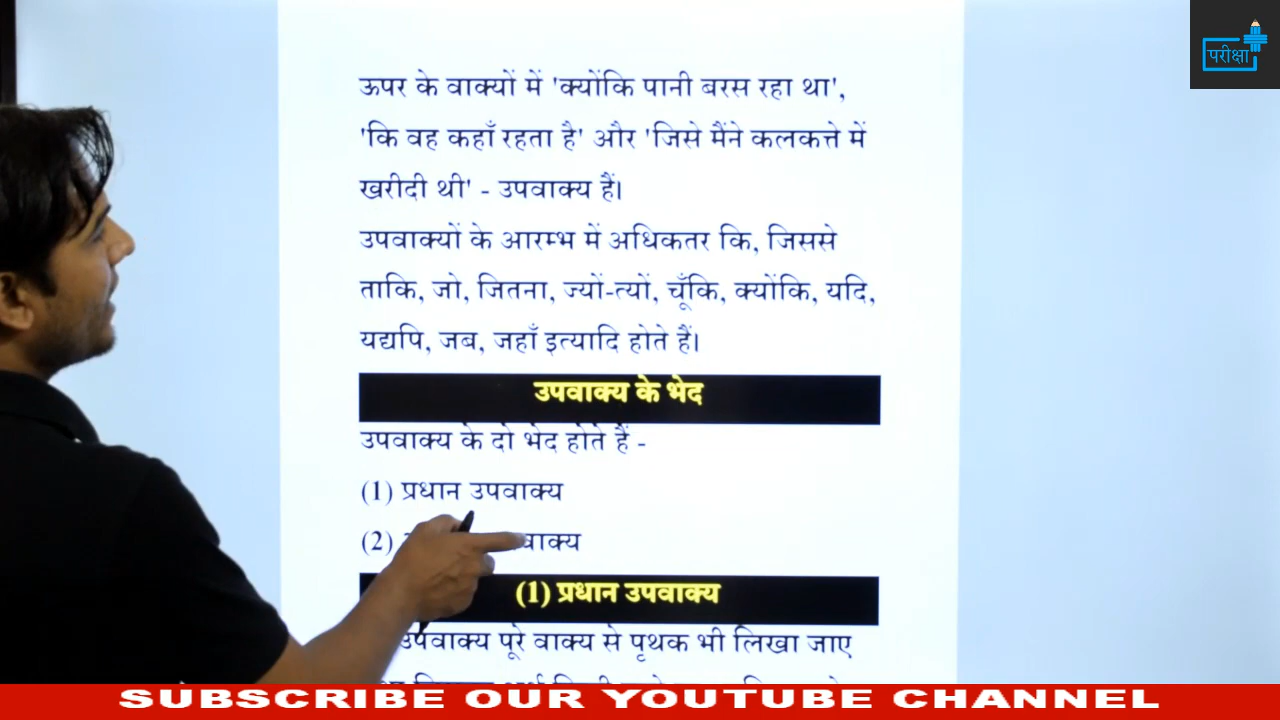 परीक्षा
ऊपर के वाक्यों में 'क्योंकि पानी बरस रहा था',
'कि वह कहाँ रहता है' और 'जिसे मैंने कलकत्ते में
खरीदी थी' - उपवाक्य हैं।
उपवाक्यों के आरम्भ में अधिकतर कि, जिससे
ताकि, जो, जितना, ज्यों-त्यों, चूँकि, क्योंकि, यदि,
यद्यपि, जब, जहाँ इत्यादि होते हैं।
उपवाक्य के भेद
उपवाक्य के दो भेद होते हैं -
(1) प्रधान उपवाक्य
(2)
(1) प्रधान उपवाक्य
उपवाक्य पूरे वाक्य से पृथक भी लिखा जाए
SUBSCRIBE OUR YOUTUBE CHANNEL